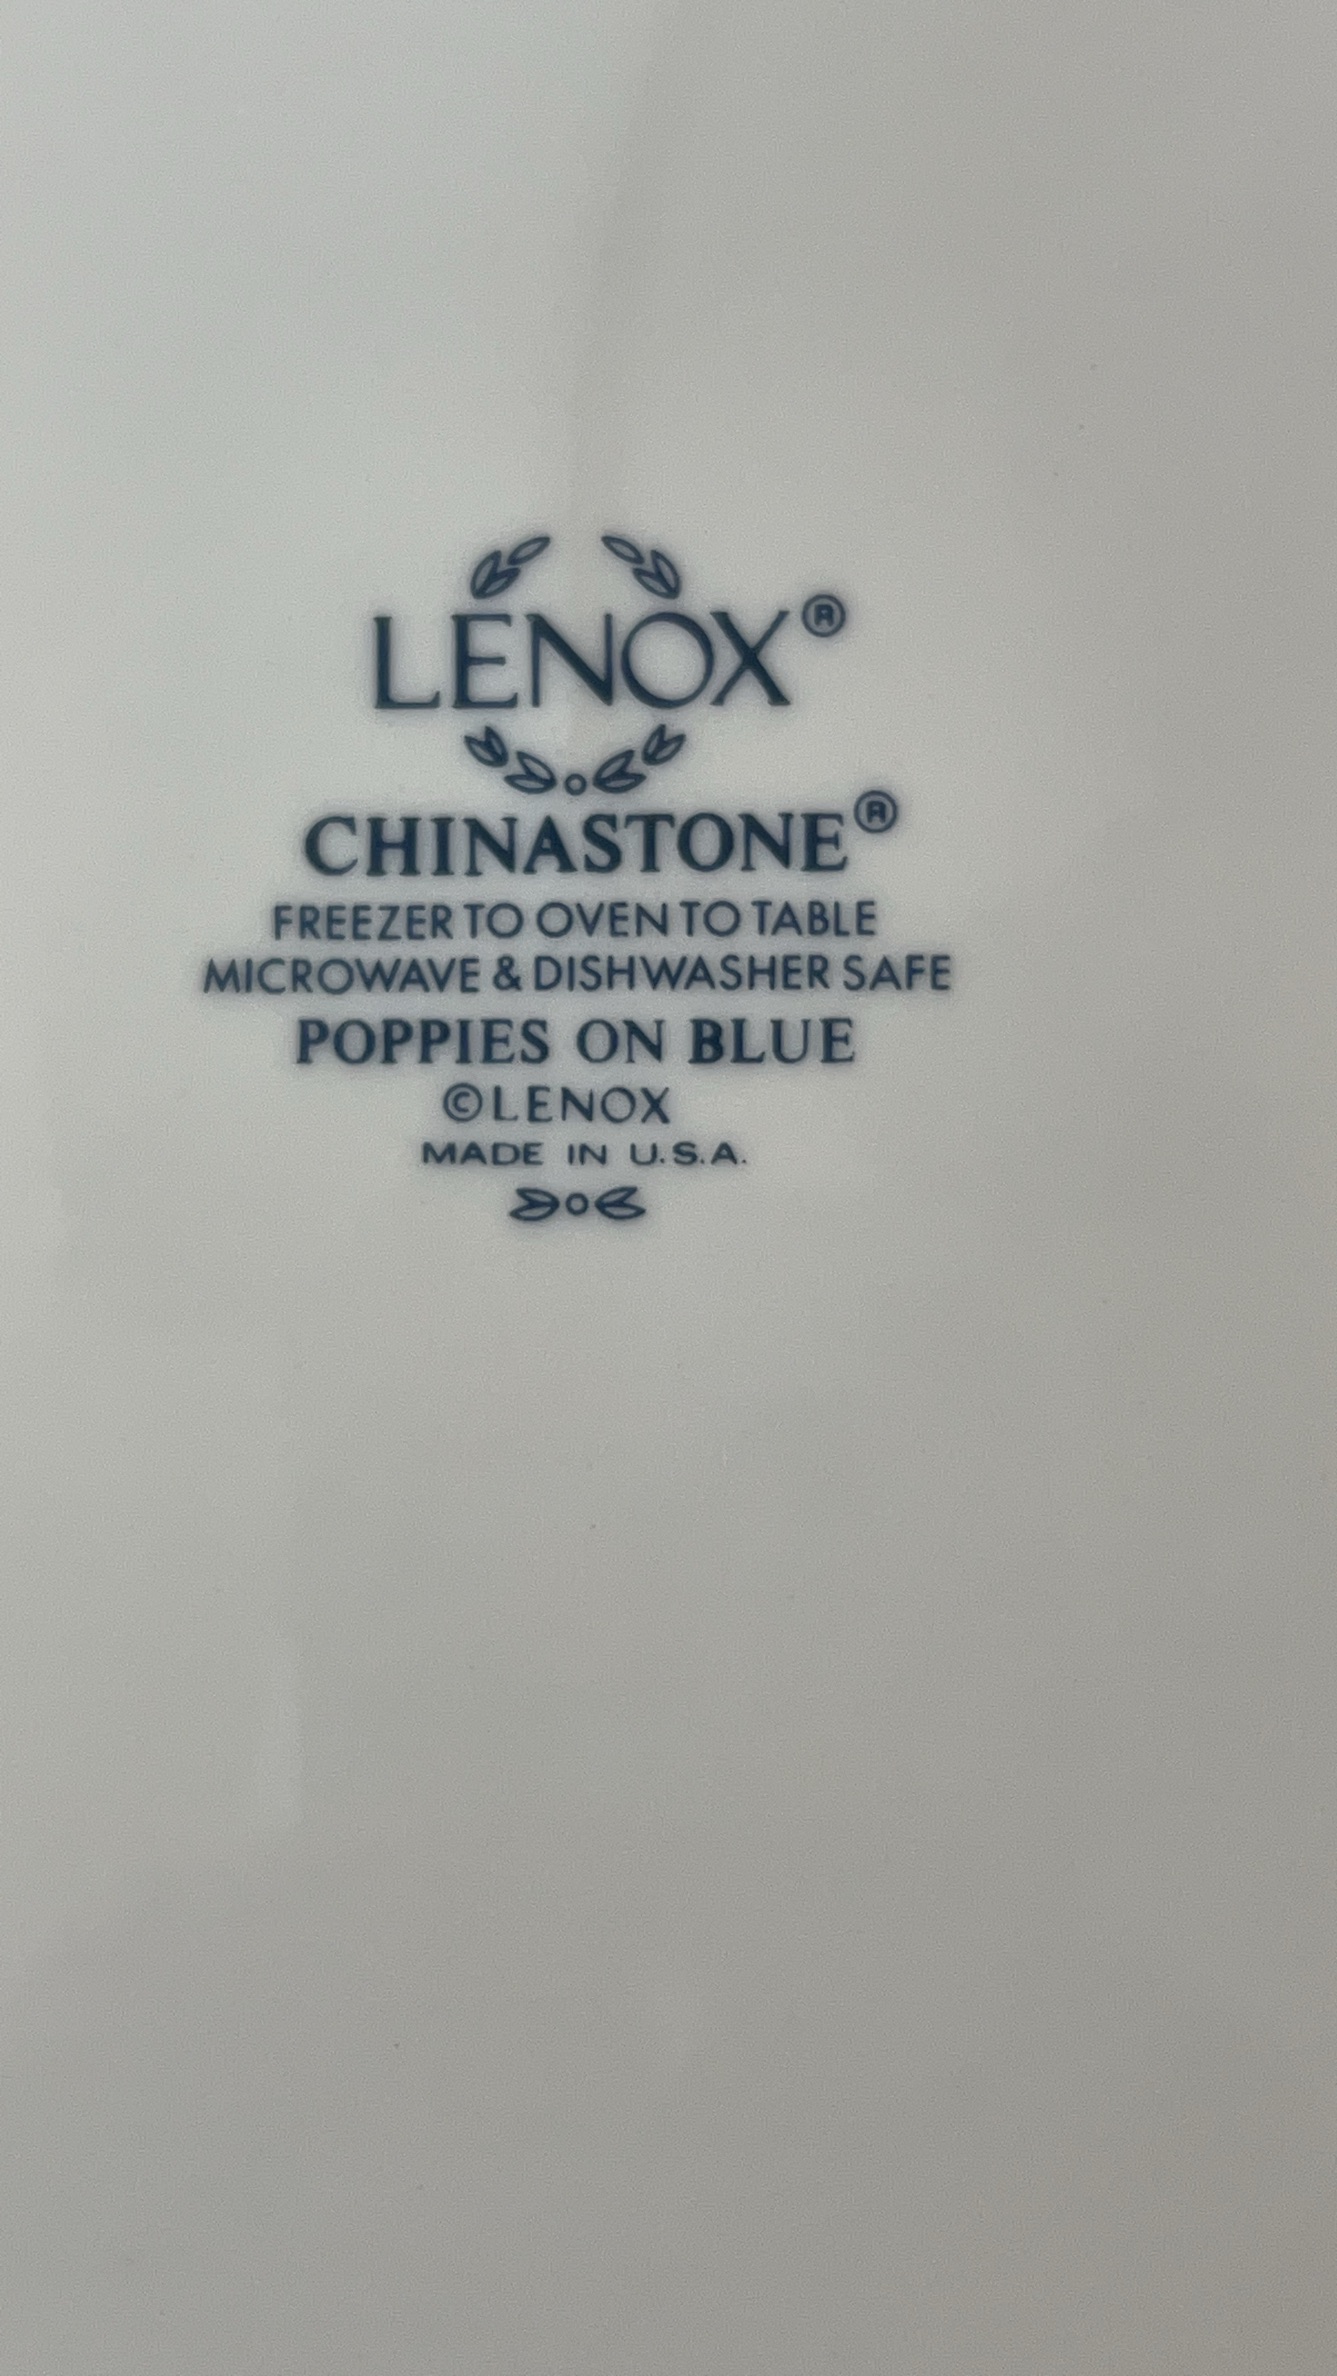 LENOX®
CHINASTONE®
FREEZER TO OVEN TO TABLE
MICROWAVE & DISHWASHER SAFE
POPPIES ON BLUE
©LENOX
MADE IN U.S.A.